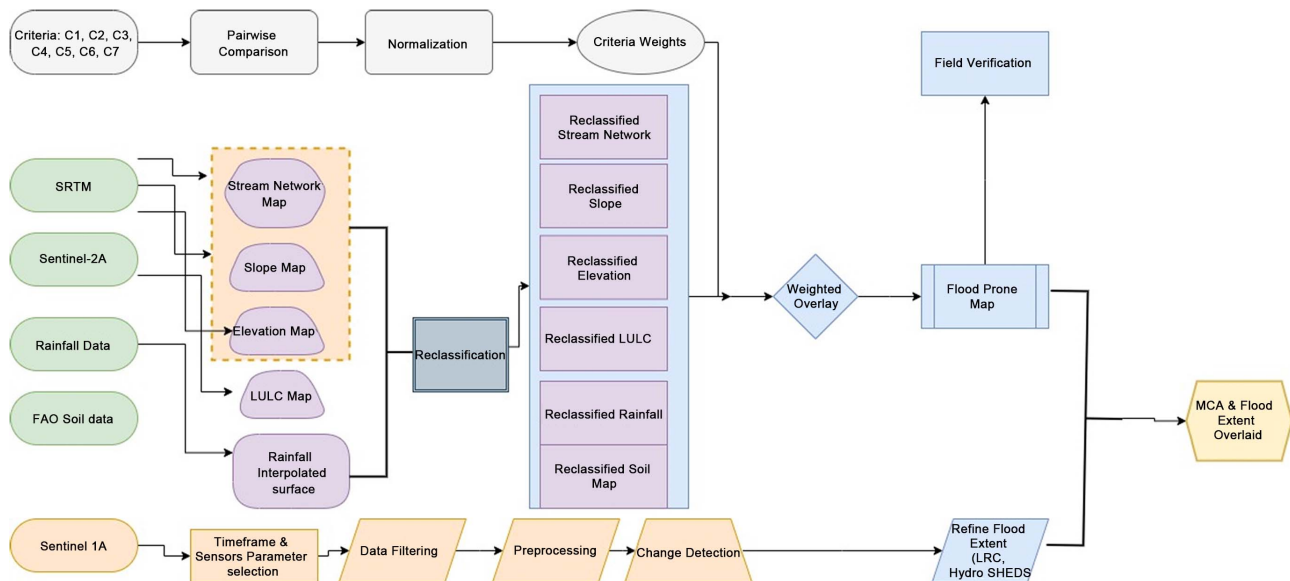 Criteria: C1, C2, C3,
C4, C5, C6, C7
Pairwise
Comparison
Normalization
Criteria Weights
Field Verification
SRTM
Sentinel-2A
Rainfall Data
FAO Soil data
Stream Network
Map
Slope Map
Elevation Map
LULC Map
Rainfall
Interpolated
surface
Reclassification
Reclassified
Stream Network
Reclassified
Slope
Reclassified
Elevation
Reclassified LULC
Reclassified Rainfall
Reclassified Soil
Map
Weighted
Overlay
Flood Prone
Map
MCA & Flood
Extent
Overlaid
Sentinel 1A
Timeframe &
Sensors Parameter
selection
Data Filtering
Preprocessing
Change Detection
Refine Flood
Extent
(LRC,
Hydro SHEDS